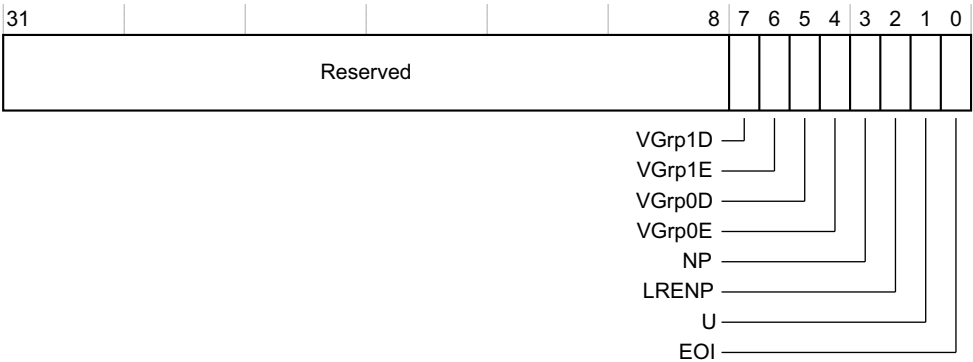 31 8 7 6 5 4 3 2 1 0
Reserved
VGrp1D
VGrp1E
VGrp0D
VGrp0E
NP
LRENP
U
EOI